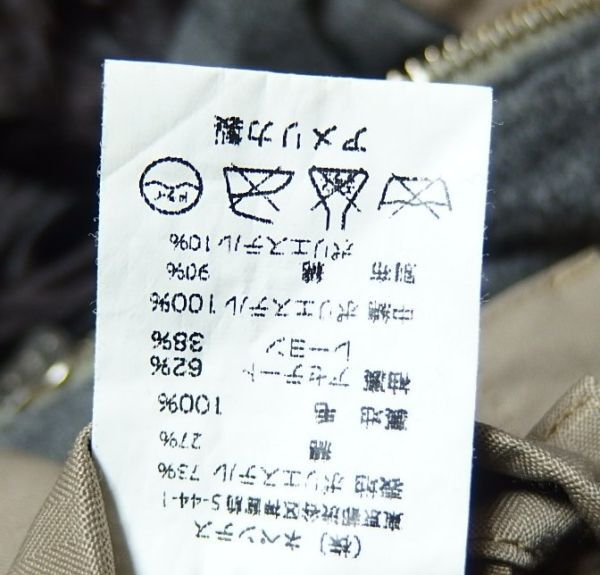 (株) ネペンテス
東京都渋谷区神宮前5-44-1
表地 ポリエステル 73%
綿 27%
裏地 毛 100%
袖裏 アセテート 62%
レーヨン 38%
中綿 ポリエステル 100%
別布 綿 90%
ポリエステル 10%
ドライ
アメリカ製